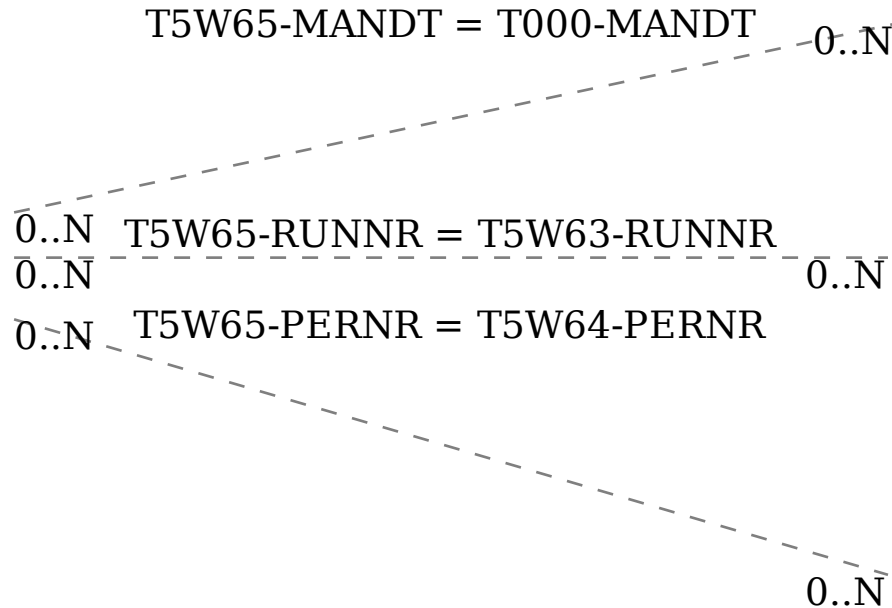 T5W65-MANDT = T000-MANDT
0..N
0..N
T5W65-RUNNR = T5W63-RUNNR
0..N
0..N
0..N
T5W65-PERNR = T5W64-PERNR
0..N